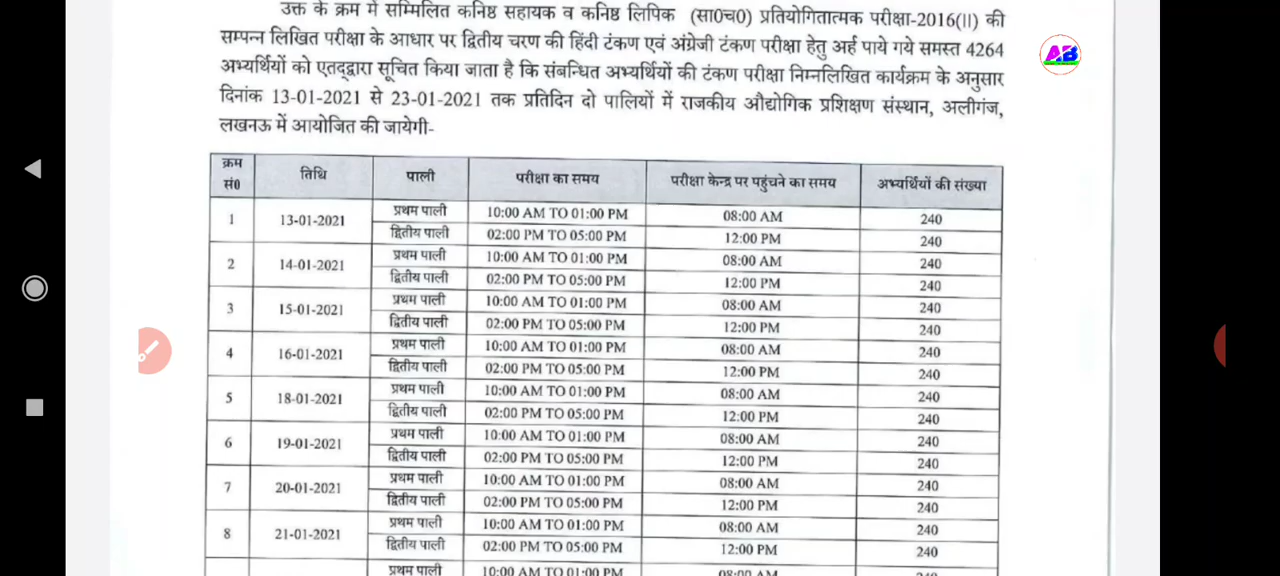 उक्त के क्रम में सम्मिलित कनिष्ठ सहायक व कनिष्ठ लिपिक (सा0च0) प्रतियोगितात्मक परीक्षा-2016(II) की
सम्पन्न लिखित परीक्षा के आधार पर द्वितीय चरण की हिंदी टंकण एवं अंग्रेजी टंकण परीक्षा हेतु अर्ह पाये गये समस्त 4264
अभ्यर्थियों को एतद्द्वारा सूचित किया जाता है कि संबन्धित अभ्यर्थियों की टंकण परीक्षा निम्नलिखित कार्यक्रम के अनुसार
दिनांक 13-01-2021 से 23-01-2021 तक प्रतिदिन दो पालियों में राजकीय औद्योगिक प्रशिक्षण संस्थान, अलीगंज,
लखनऊ में आयोजित की जायेगी-
AB
क्रम सं0 तिथि पाली परीक्षा का समय परीक्षा केन्द्र पर पहुंचने का समय अभ्यर्थियों की संख्या
1 13-01-2021 प्रथम पाली 10:00 AM TO 01:00 PM 08:00 AM 240
द्वितीय पाली 02:00 PM TO 05:00 PM 12:00 PM 240
2 14-01-2021 प्रथम पाली 10:00 AM TO 01:00 PM 08:00 AM 240
द्वितीय पाली 02:00 PM TO 05:00 PM 12:00 PM 240
3 15-01-2021 प्रथम पाली 10:00 AM TO 01:00 PM 08:00 AM 240
द्वितीय पाली 02:00 PM TO 05:00 PM 12:00 PM 240
4 16-01-2021 प्रथम पाली 10:00 AM TO 01:00 PM 08:00 AM 240
द्वितीय पाली 02:00 PM TO 05:00 PM 12:00 PM 240
5 18-01-2021 प्रथम पाली 10:00 AM TO 01:00 PM 08:00 AM 240
द्वितीय पाली 02:00 PM TO 05:00 PM 12:00 PM 240
6 19-01-2021 प्रथम पाली 10:00 AM TO 01:00 PM 08:00 AM 240
द्वितीय पाली 02:00 PM TO 05:00 PM 12:00 PM 240
7 20-01-2021 प्रथम पाली 10:00 AM TO 01:00 PM 08:00 AM 240
द्वितीय पाली 02:00 PM TO 05:00 PM 12:00 PM 240
8 21-01-2021 प्रथम पाली 10:00 AM TO 01:00 PM 08:00 AM 240
द्वितीय पाली 02:00 PM TO 05:00 PM 12:00 PM 240
प्रथम पाली 10:00 AM TO 01:00 PM 08:00 AM 240